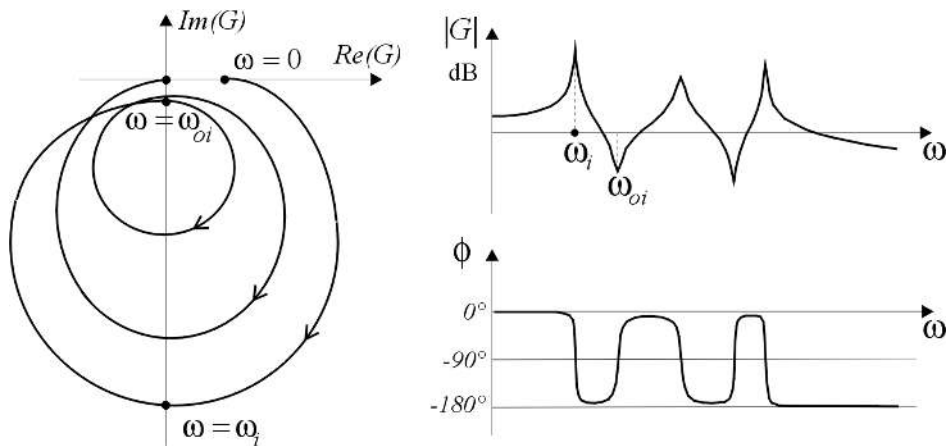 Im(G)
ω = 0
Re(G)
ω = ω_oi
ω = ω_i
|G|
dB
ω_i
ω_oi
ω
ϕ
0°
ω
-90°
-180°